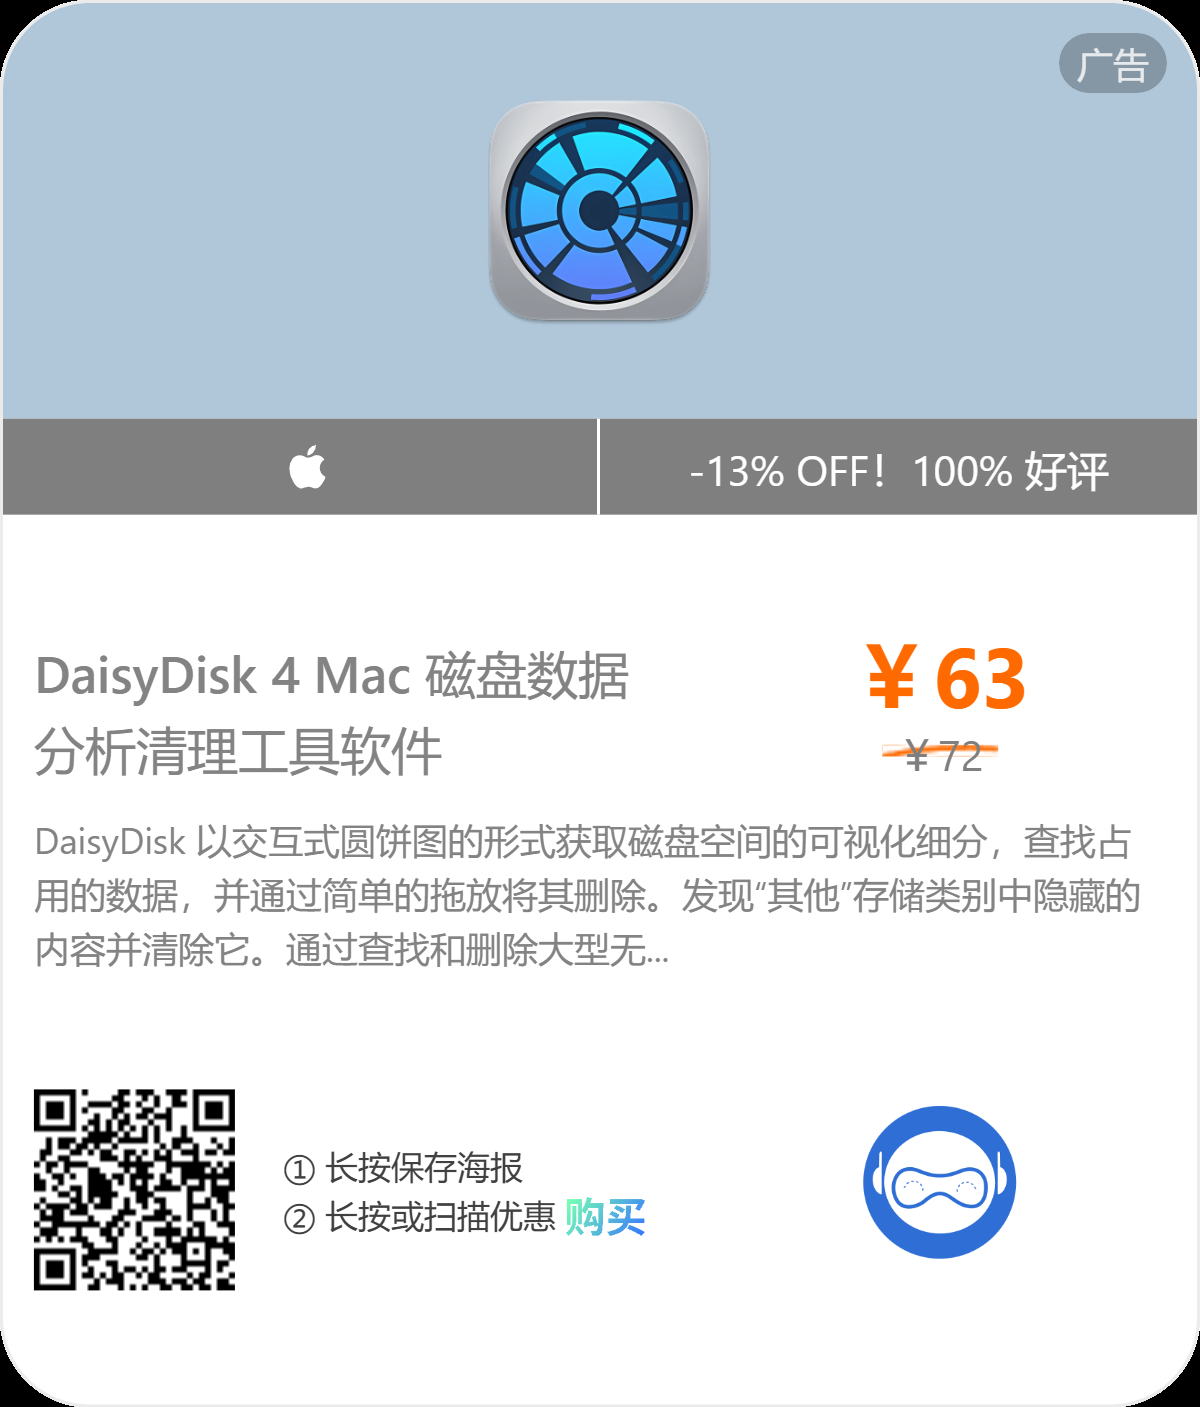 广告
-13% OFF！100% 好评
DaisyDisk 4 Mac 磁盘数据
分析清理工具软件
￥63
￥72
DaisyDisk 以交互式圆饼图的形式获取磁盘空间的可视化细分，查找占
用的数据，并通过简单的拖放将其删除。发现“其他”存储类别中隐藏的
内容并清除它。通过查找和删除大型无...
① 长按保存海报
② 长按或扫描优惠 购买